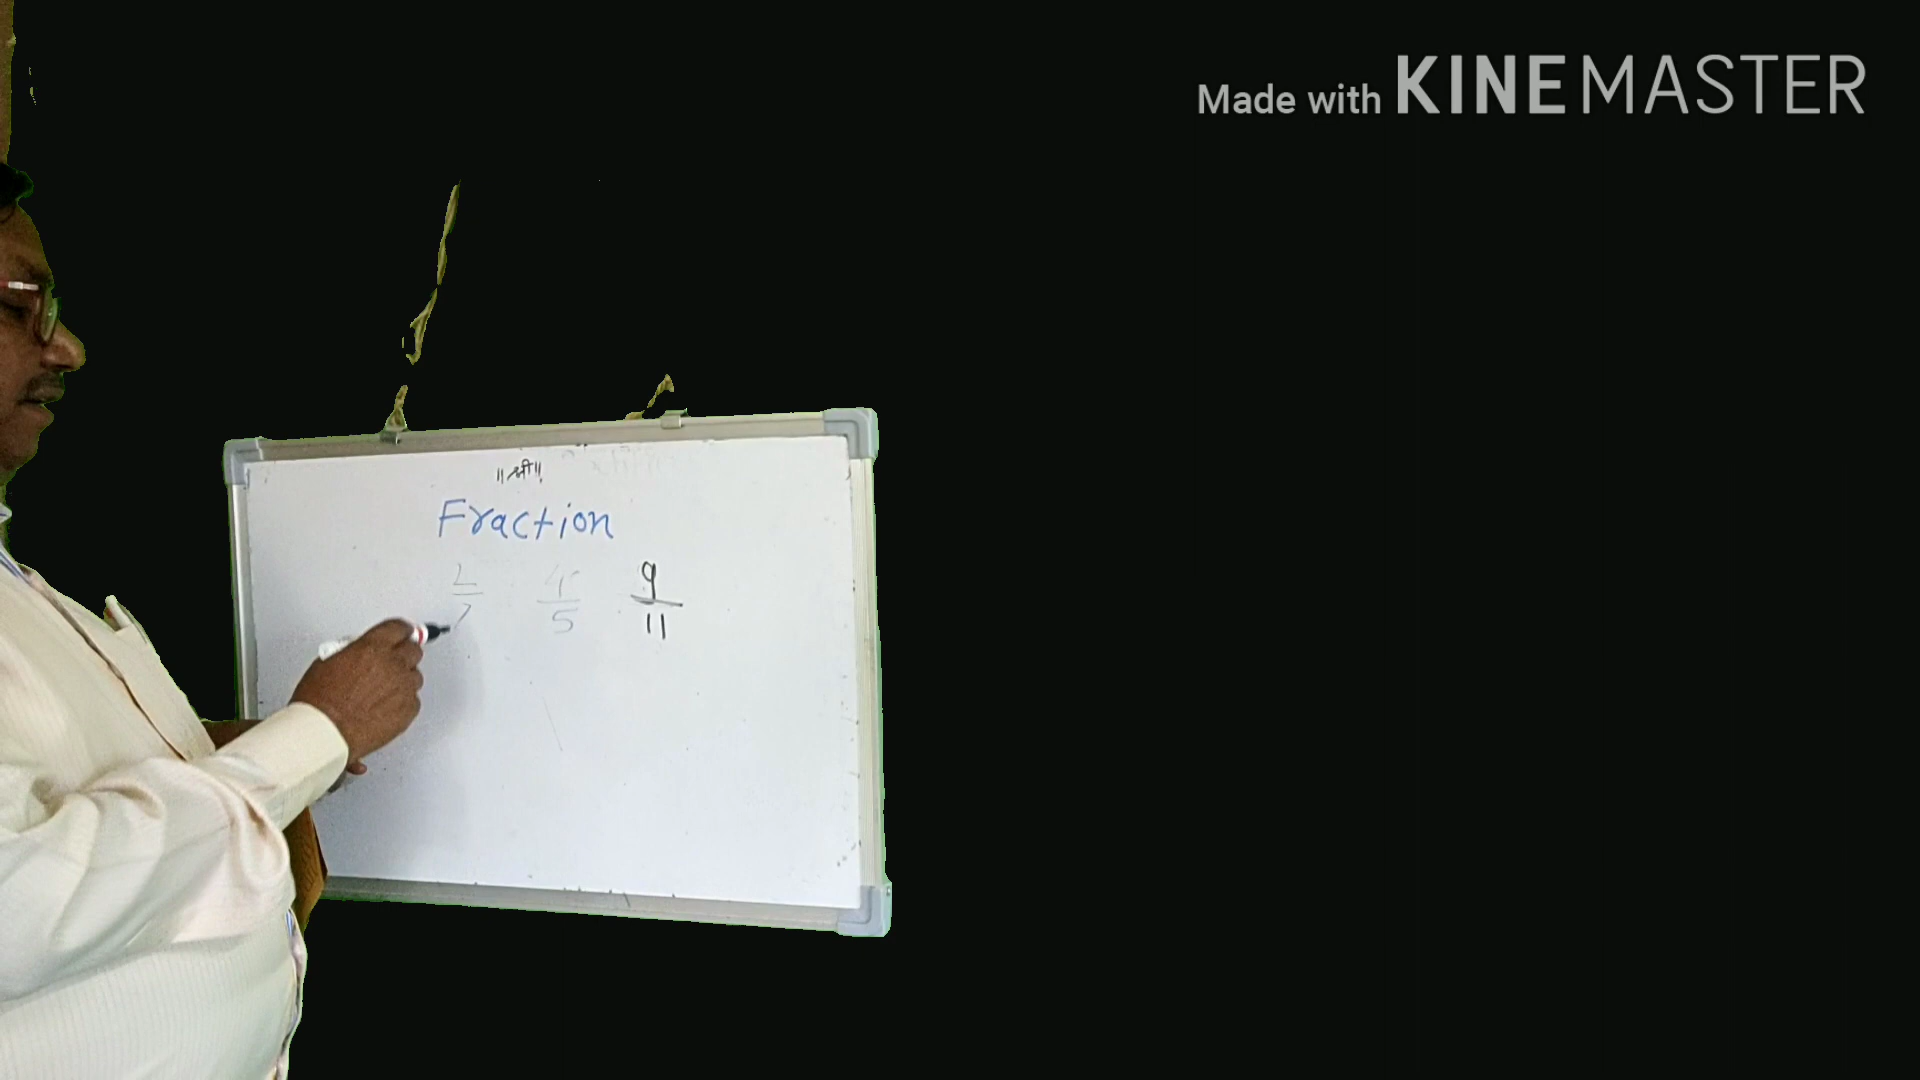 Made with KINEMASTER
॥ श्री ॥
Fraction
4 9
5 11